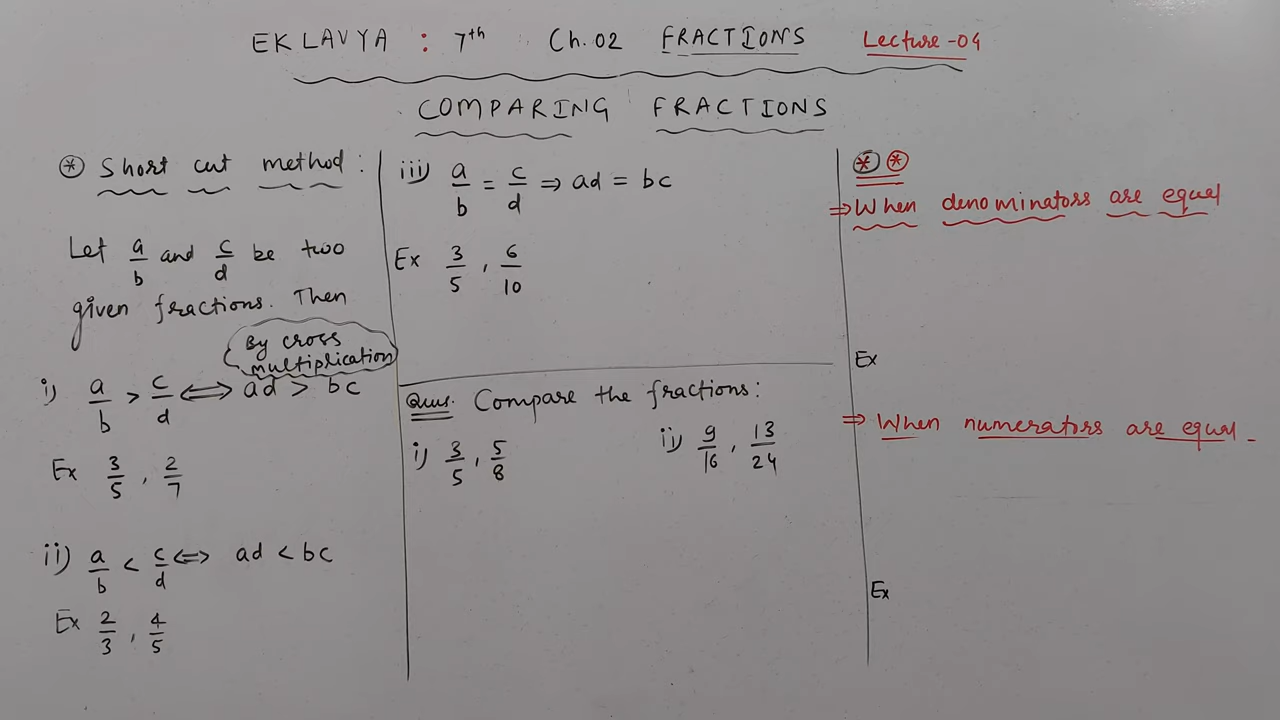 EKLAVYA : 7th Ch. 02 FRACTIONS Lecture-04
COMPARING FRACTIONS
⊛ Short cut method :
Let a/b and c/d be two
given fractions. Then
By cross
multiplication
i) a/b > c/d ⟺ ad > bc
Ex 3/5 , 2/7
ii) a/b < c/d ⟺ ad < bc
Ex 2/3 , 4/5
iii) a/b = c/d ⇒ ad = bc
Ex 3/5 , 6/10
Ques. Compare the fractions :
i) 3/5 , 5/8 ii) 9/16 , 13/24
⊛ ⊛
⇒ When denominators are equal
Ex
⇒ When numerators are equal -
Ex